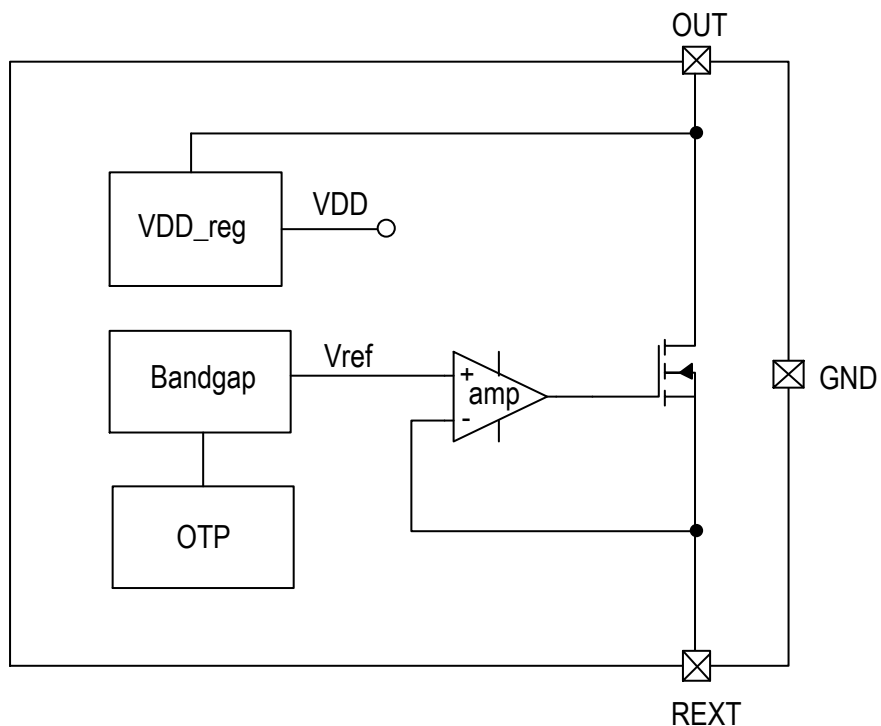 OUT
VDD_reg
VDD
Bandgap
Vref
+
amp
-
GND
OTP
REXT